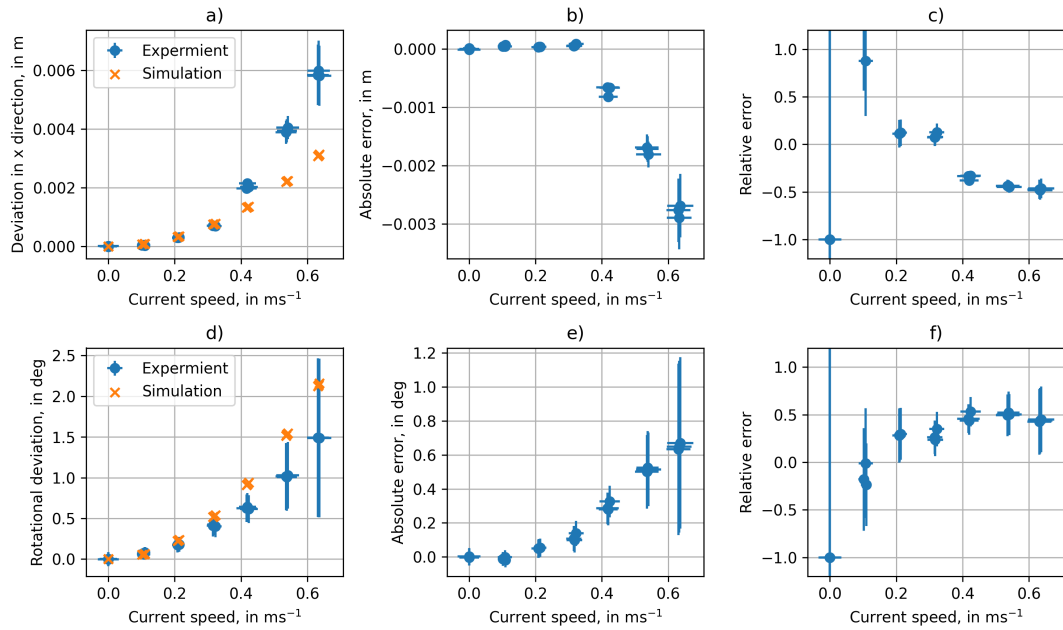 a)
Deviation in x direction, in m
0.006
0.004
0.002
0.000
Expermient
Simulation
0.0 0.2 0.4 0.6
Current speed, in ms⁻¹
b)
Absolute error, in m
0.000
−0.001
−0.002
−0.003
0.0 0.2 0.4 0.6
Current speed, in ms⁻¹
c)
Relative error
1.0
0.5
0.0
−0.5
−1.0
0.0 0.2 0.4 0.6
Current speed, in ms⁻¹
d)
Rotational deviation, in deg
2.5
2.0
1.5
1.0
0.5
0.0
Expermient
Simulation
0.0 0.2 0.4 0.6
Current speed, in ms⁻¹
e)
Absolute error, in deg
1.2
1.0
0.8
0.6
0.4
0.2
0.0
0.0 0.2 0.4 0.6
Current speed, in ms⁻¹
f)
Relative error
1.0
0.5
0.0
−0.5
−1.0
0.0 0.2 0.4 0.6
Current speed, in ms⁻¹